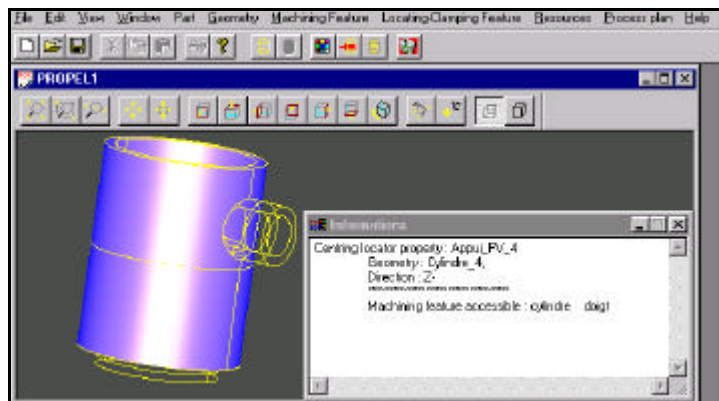 File Edit View Window Part Geometry Machining Feature Locating-Clamping Feature Resources Process plan Help
PROPEL1
Informations
Centring locator property : Appui_PV_4
Geometry : Cylindre_4,
Direction : Z-
Machining feature accessible : cylindre doigt